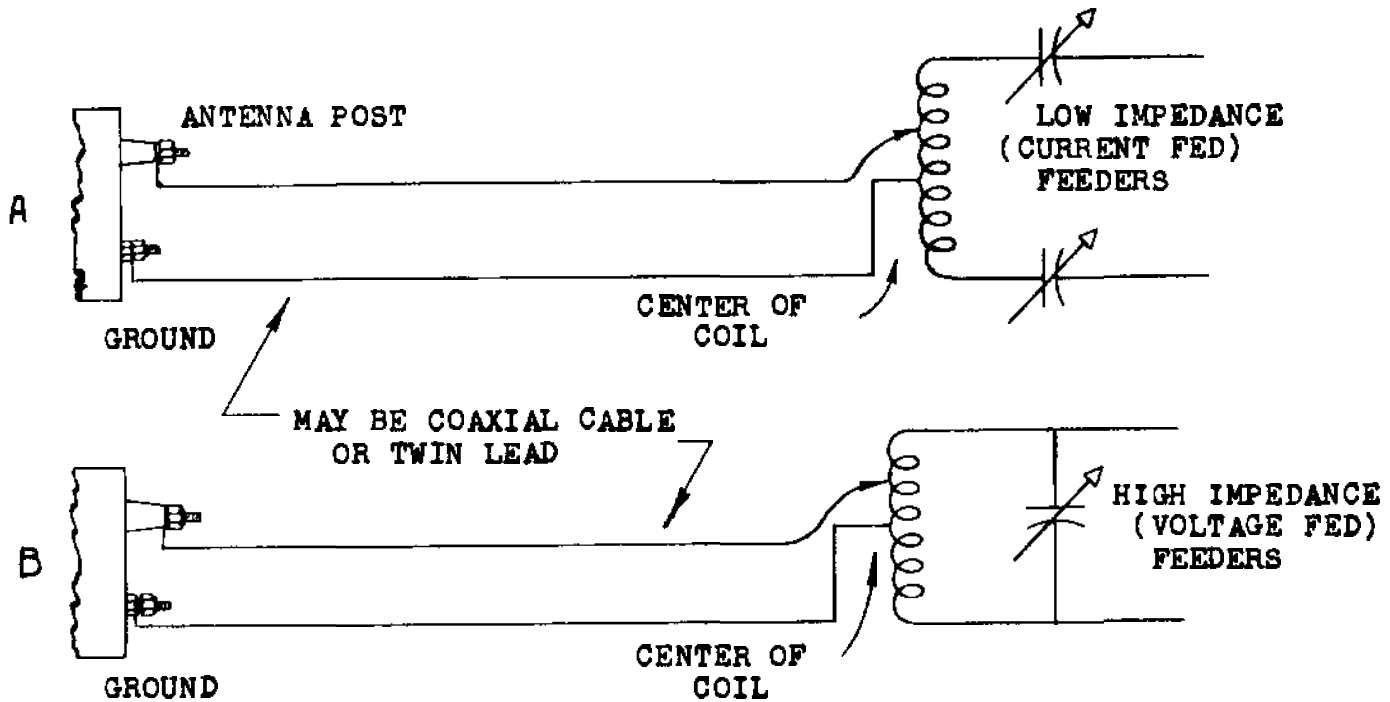 ANTENNA POST
LOW IMPEDANCE
(CURRENT FED)
FEEDERS
A
CENTER OF
COIL
GROUND
MAY BE COAXIAL CABLE
OR TWIN LEAD
HIGH IMPEDANCE
(VOLTAGE FED)
FEEDERS
B
CENTER OF
COIL
GROUND